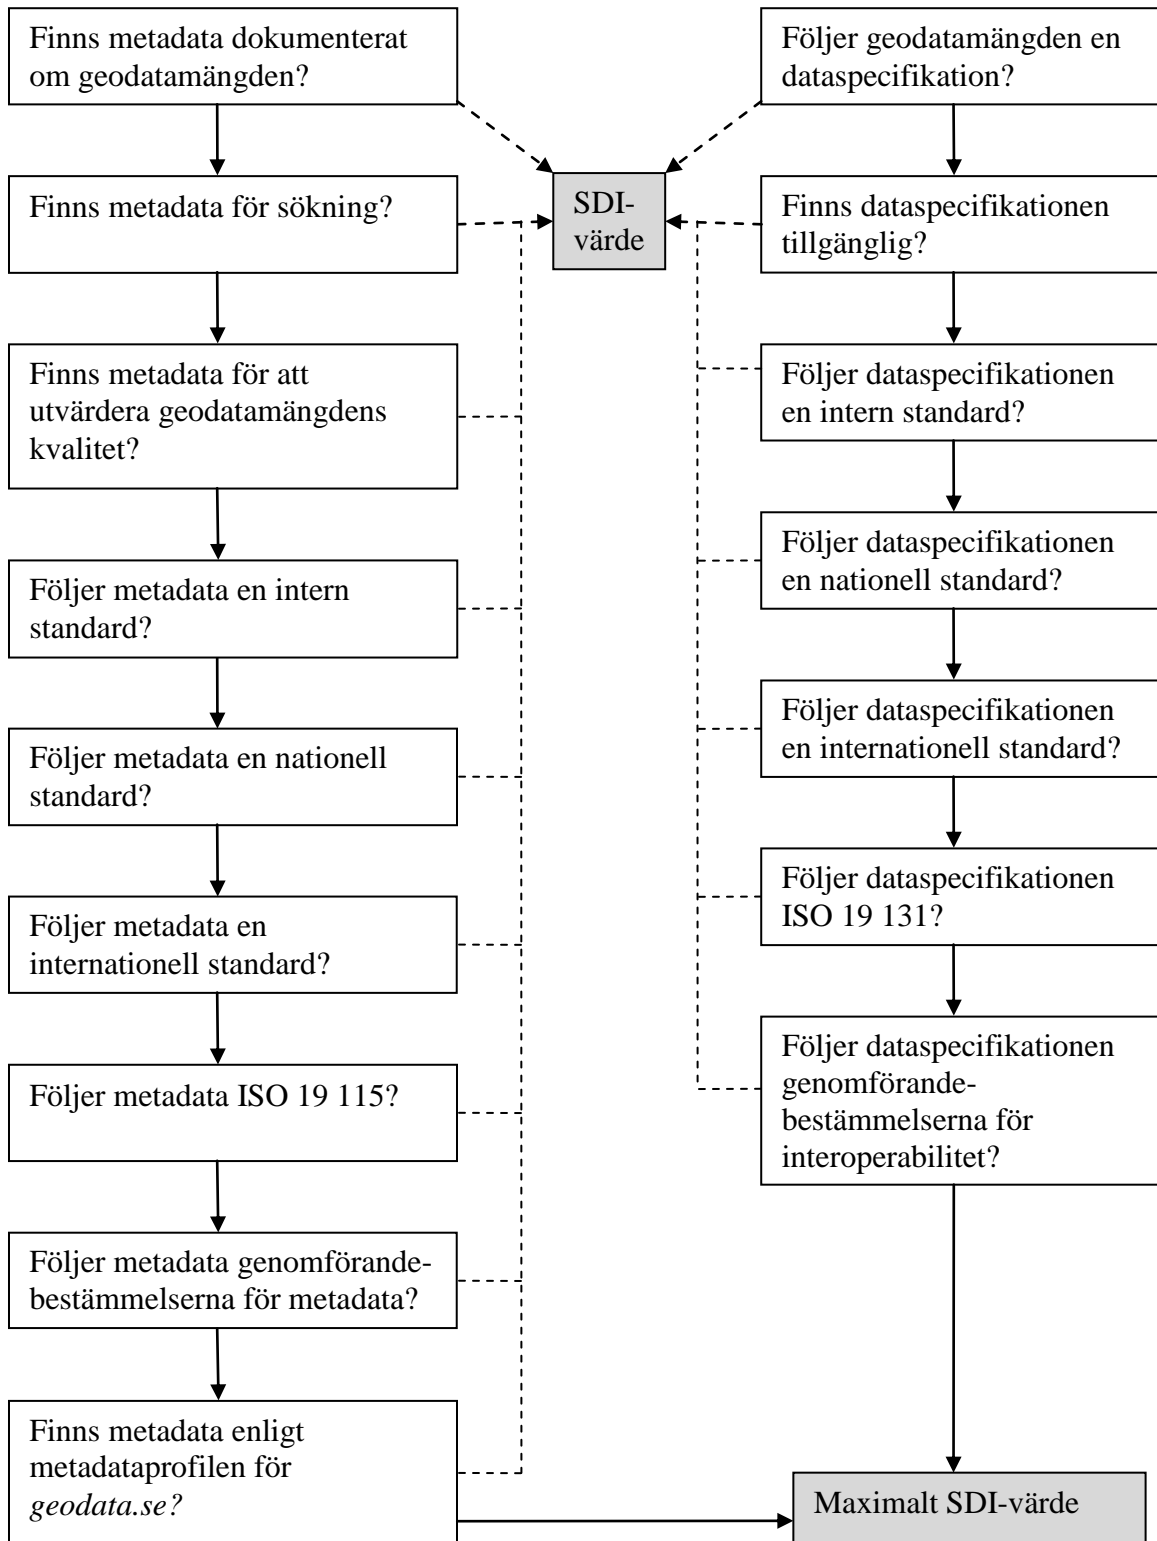 Finns metadata dokumenterat
om geodatamängden?
Finns metadata för sökning?
Finns metadata för att
utvärdera geodatamängdens
kvalitet?
Följer metadata en intern
standard?
Följer metadata en nationell
standard?
Följer metadata en
internationell standard?
Följer metadata ISO 19 115?
Följer metadata genomförande-
bestämmelserna för metadata?
Finns metadata enligt
metadataprofilen för
geodata.se?
SDI-
värde
Följer geodatamängden en
dataspecifikation?
Finns dataspecifikationen
tillgänglig?
Följer dataspecifikationen
en intern standard?
Följer dataspecifikationen
en nationell standard?
Följer dataspecifikationen
en internationell standard?
Följer dataspecifikationen
ISO 19 131?
Följer dataspecifikationen
genomförande-
bestämmelserna för
interoperabilitet?
Maximalt SDI-värde